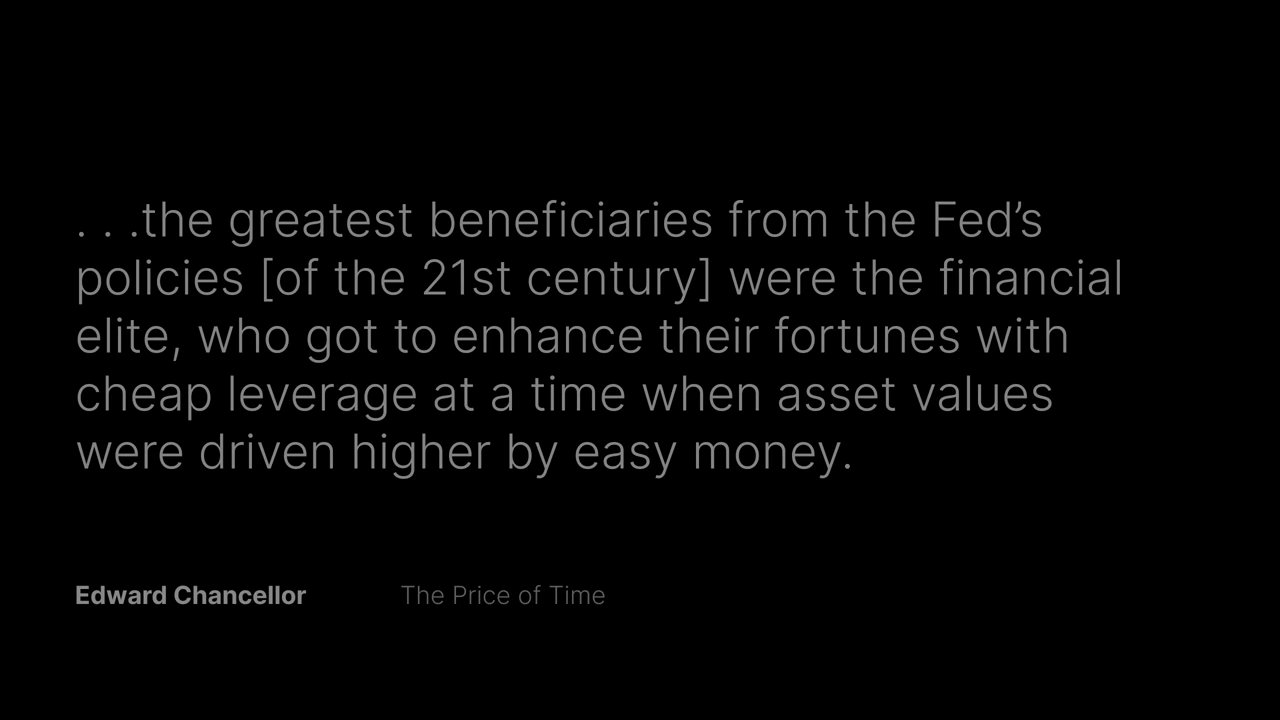 . . .the greatest beneficiaries from the Fed’s
policies [of the 21st century] were the financial
elite, who got to enhance their fortunes with
cheap leverage at a time when asset values
were driven higher by easy money.
Edward Chancellor The Price of Time